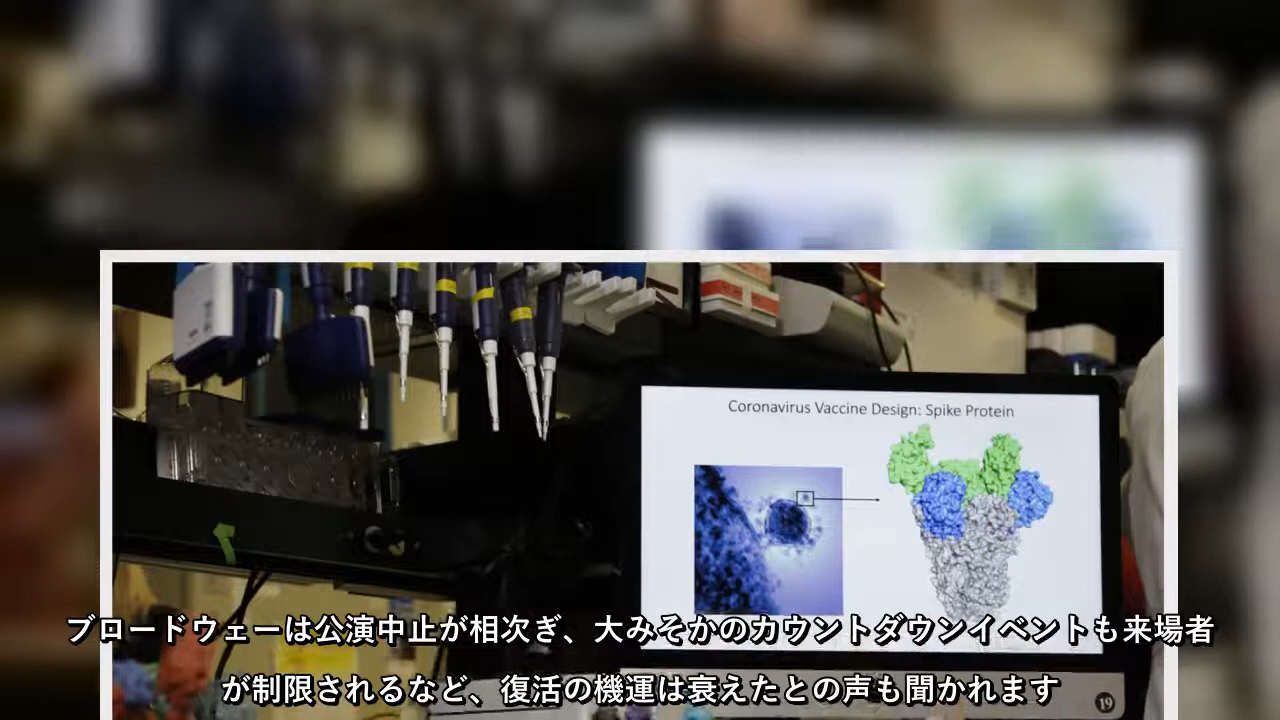 Coronavirus Vaccine Design: Spike Protein
ブロードウェーは公演中止が相次ぎ、大みそかのカウントダウンイベントも来場者
が制限されるなど、復活の機運は衰えたとの声も聞かれます
19